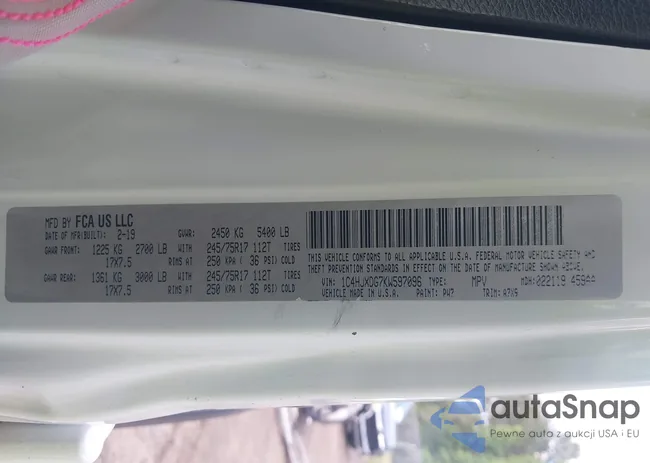 MFD BY FCA US LLC
DATE OF MFR(BUILT): 2-19 GVWR: 2450 KG 5400 LB
GAWR FRONT: 1225 KG 2700 LB WITH 245/75R17 112T TIRES
17X7.5 RIMS AT 250 KPA ( 36 PSI) COLD
GAWR REAR: 1361 KG 3000 LB WITH 245/75R17 112T TIRES
17X7.5 RIMS AT 250 KPA ( 36 PSI) COLD
THIS VEHICLE CONFORMS TO ALL APPLICABLE U.S.A. FEDERAL MOTOR VEHICLE SAFETY AND
THEFT PREVENTION STANDARDS IN EFFECT ON THE DATE OF MANUFACTURE SHOWN ABOVE.
VIN: 1C4HJXDG7KW597096 TYPE: MPV MDH:022119 459AA
VEHICLE MADE IN U.S.A. PAINT: PW7 TRIM: A7X9
autaSnap
Pewne auta z aukcji USA i EU